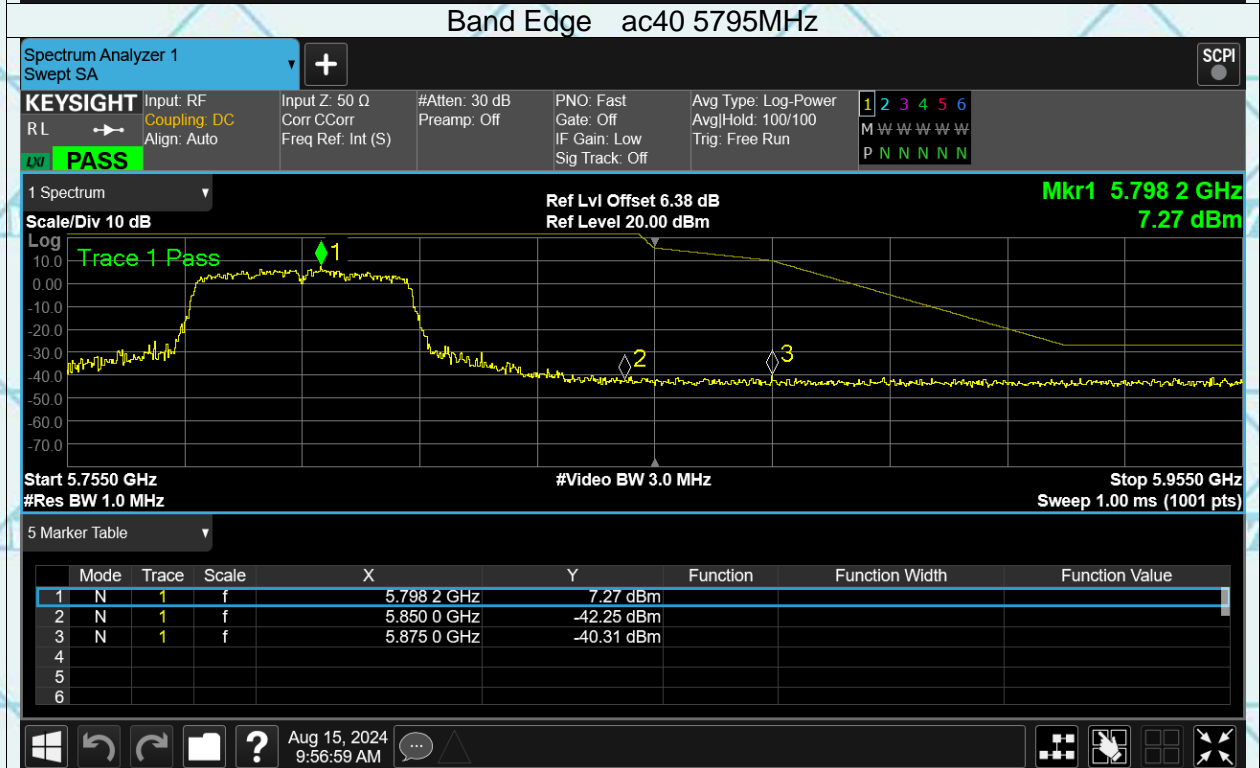 Band Edge ac40 5795MHz
Spectrum Analyzer 1
Swept SA
+
SCPI
KEYSIGHT
R L
LXI
PASS
Input: RF
Coupling: DC
Align: Auto
Input Z: 50 Ω
Corr CCorr
Freq Ref: Int (S)
#Atten: 30 dB
Preamp: Off
PNO: Fast
Gate: Off
IF Gain: Low
Sig Track: Off
Avg Type: Log-Power
Avg|Hold: 100/100
Trig: Free Run
1 2 3 4 5 6
M W W W W W
P N N N N N
1 Spectrum
Scale/Div 10 dB
Ref Lvl Offset 6.38 dB
Ref Level 20.00 dBm
Mkr1 5.798 2 GHz
7.27 dBm
Log
Trace 1 Pass
10.0
0.00
-10.0
-20.0
-30.0
-40.0
-50.0
-60.0
-70.0
1
2
3
Start 5.7550 GHz
#Video BW 3.0 MHz
Stop 5.9550 GHz
#Res BW 1.0 MHz
Sweep 1.00 ms (1001 pts)
5 Marker Table
Mode Trace Scale X Y Function Function Width Function Value
1 N 1 f 5.798 2 GHz 7.27 dBm
2 N 1 f 5.850 0 GHz -42.25 dBm
3 N 1 f 5.875 0 GHz -40.31 dBm
4
5
6
?
Aug 15, 2024
9:56:59 AM